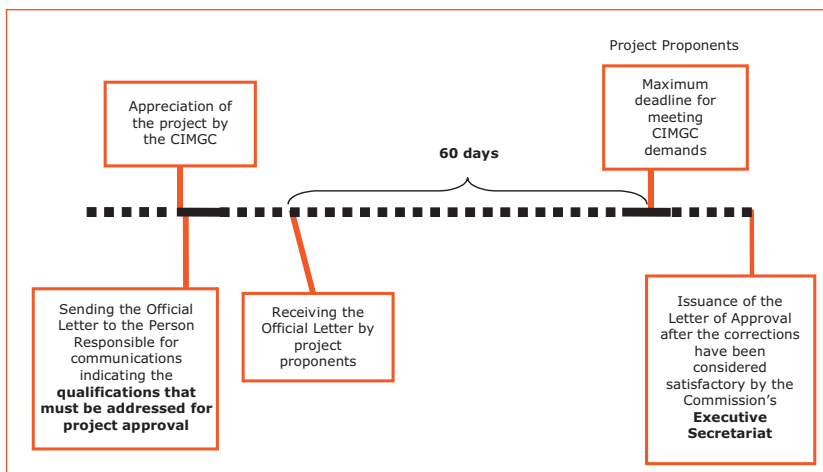 Project Proponents
Appreciation of
the project by
the CIMGC
Maximum
deadline for
meeting
CIMGC
demands
60 days
Sending the Official
Letter to the Person
Responsible for
communications
indicating the
qualifications that
must be addressed for
project approval
Receiving the
Official Letter by
project
proponents
Issuance of the
Letter of Approval
after the corrections
have been
considered
satisfactory by the
Commission's
Executive
Secretariat